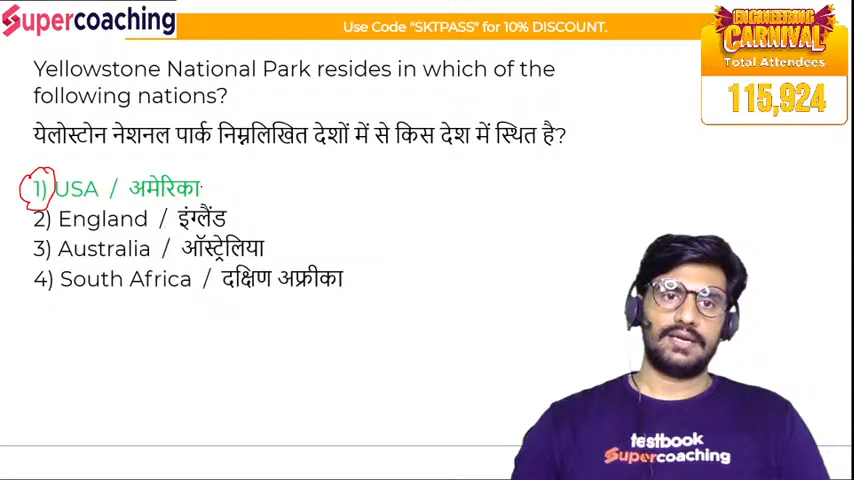 Supercoaching
Use Code "SKTPASS" for 10% DISCOUNT.
ENGINEERING
CARNIVAL
Total Attendees
115,924
Yellowstone National Park resides in which of the
following nations?
येलोस्टोन नेशनल पार्क निम्नलिखित देशों में से किस देश में स्थित है?
1) USA / अमेरिका
2) England / इंग्लैंड
3) Australia / ऑस्ट्रेलिया
4) South Africa / दक्षिण अफ्रीका
testbook
Supercoaching